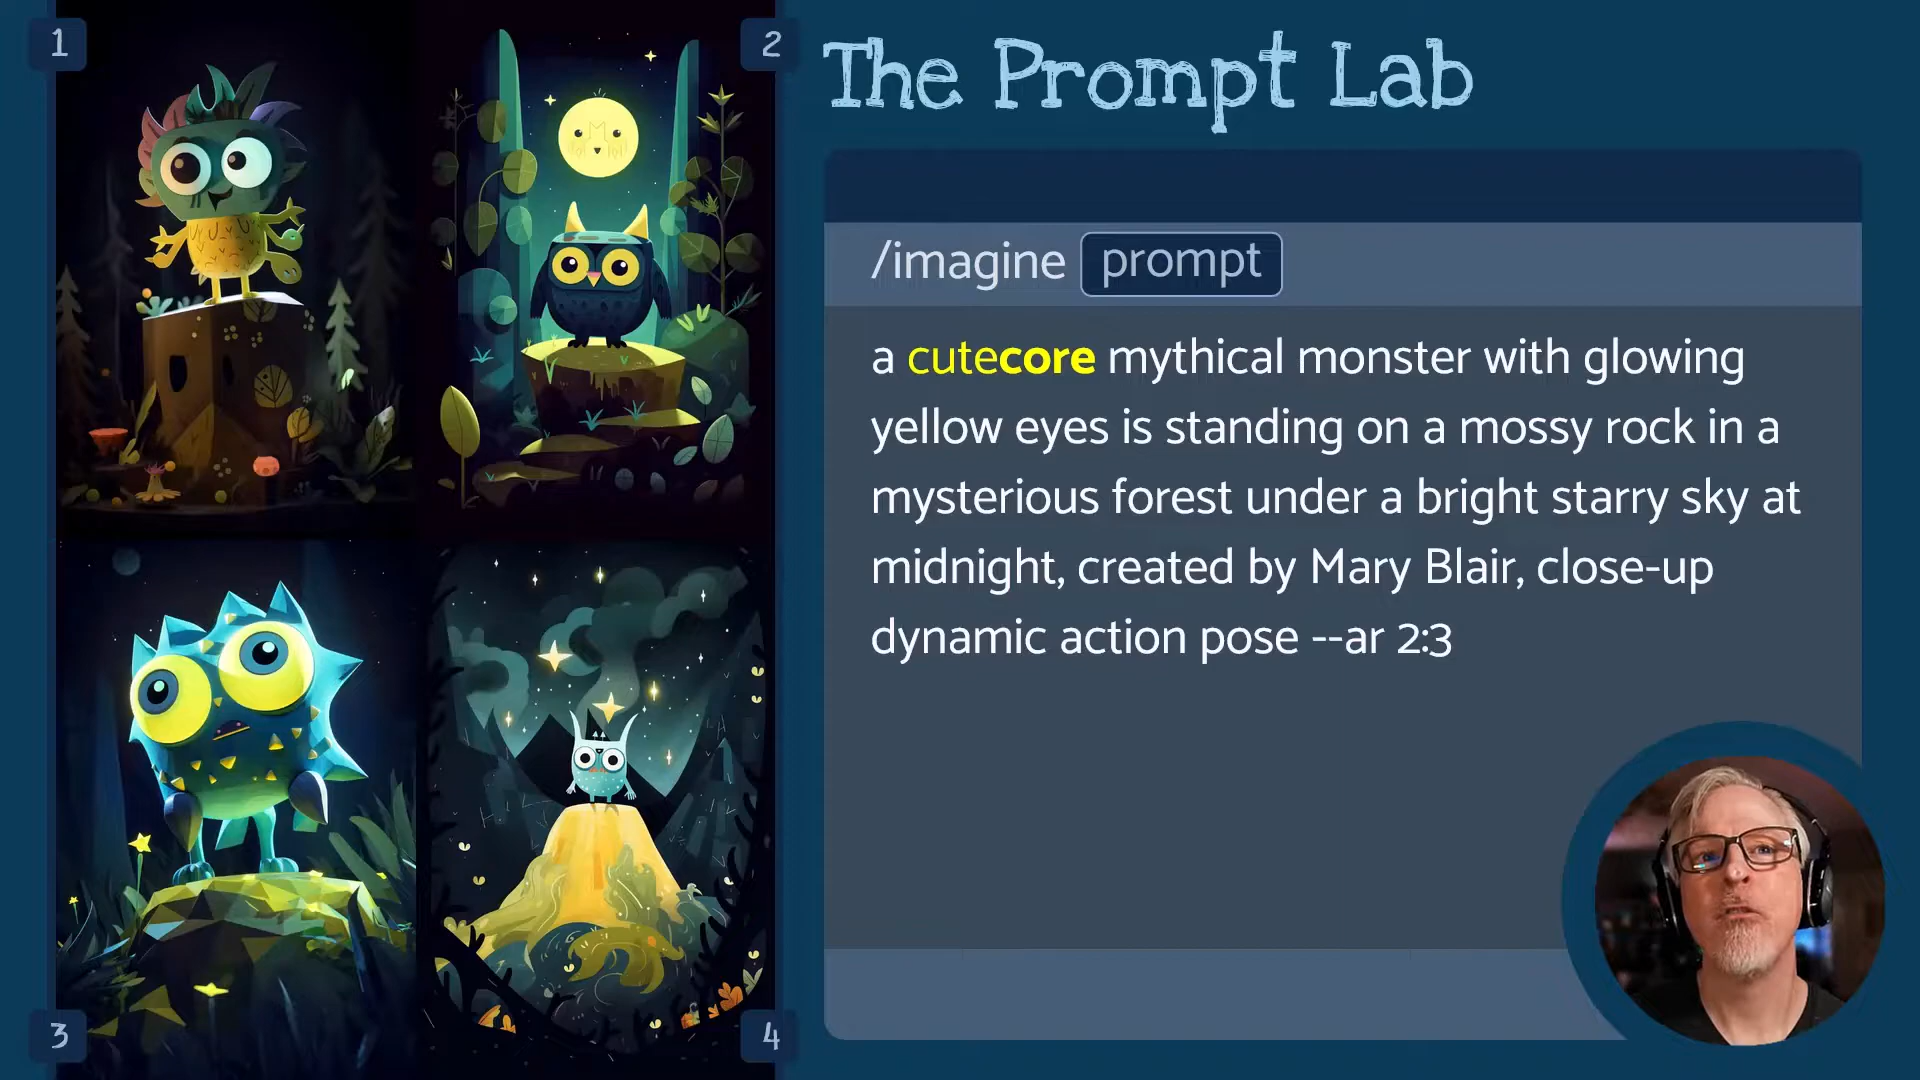 1
2
The Prompt Lab
/imagine prompt
a cutecore mythical monster with glowing
yellow eyes is standing on a mossy rock in a
mysterious forest under a bright starry sky at
midnight, created by Mary Blair, close-up
dynamic action pose --ar 2:3
3
4